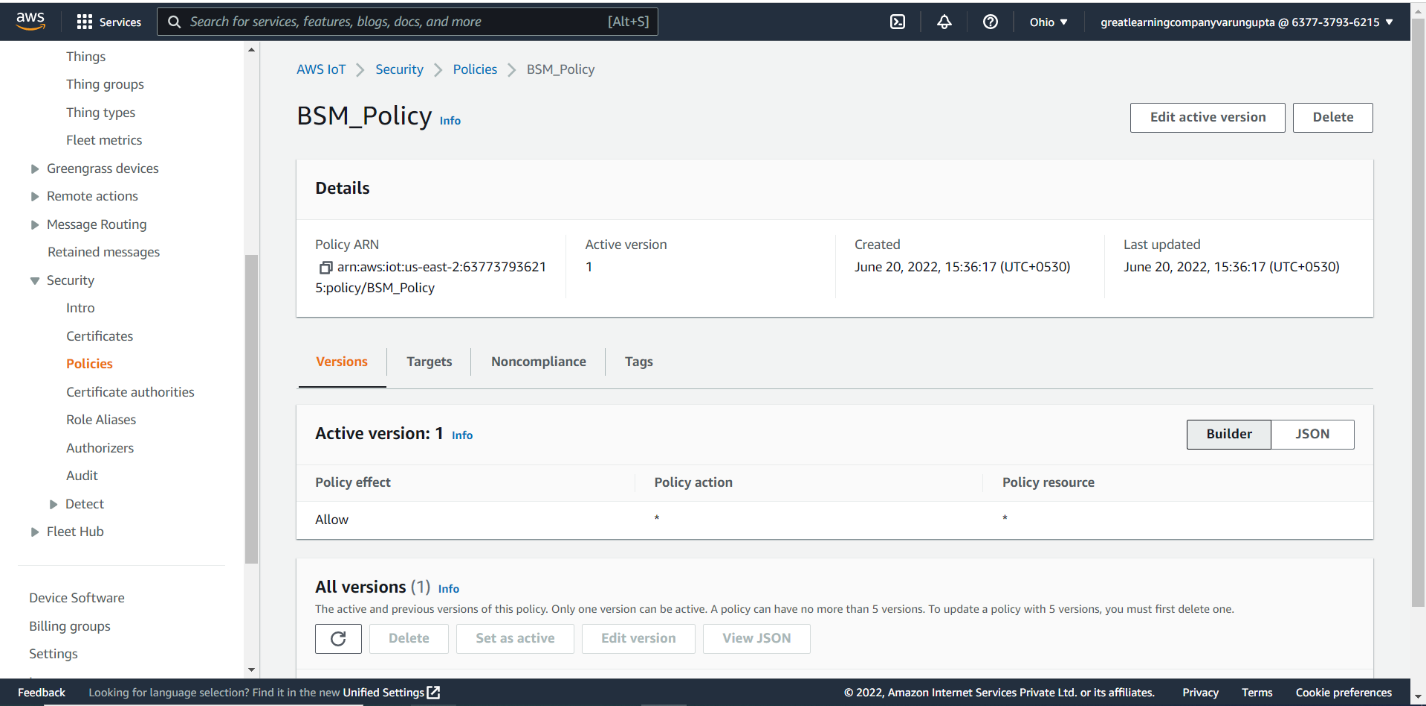 aws Services Search for services, features, blogs, docs, and more [Alt+S] Ohio greatlearningcompanyvarungupta @ 6377-3793-6215
Things
Thing groups
Thing types
Fleet metrics
Greengrass devices
Remote actions
Message Routing
Retained messages
Security
Intro
Certificates
Policies
Certificate authorities
Role Aliases
Authorizers
Audit
Detect
Fleet Hub
Device Software
Billing groups
Settings
AWS IoT Security Policies BSM_Policy
BSM_Policy Info Edit active version Delete
Details
Policy ARN Active version Created Last updated
arn:aws:iot:us-east-2:63773793621 1 June 20, 2022, 15:36:17 (UTC+0530) June 20, 2022, 15:36:17 (UTC+0530)
5:policy/BSM_Policy
Versions Targets Noncompliance Tags
Active version: 1 Info Builder JSON
Policy effect Policy action Policy resource
Allow * *
All versions (1) Info
The active and previous versions of this policy. Only one version can be active. A policy can have no more than 5 versions. To update a policy with 5 versions, you must first delete one.
Delete Set as active Edit version View JSON
Feedback Looking for language selection? Find it in the new Unified Settings © 2022, Amazon Internet Services Private Ltd. or its affiliates. Privacy Terms Cookie preferences